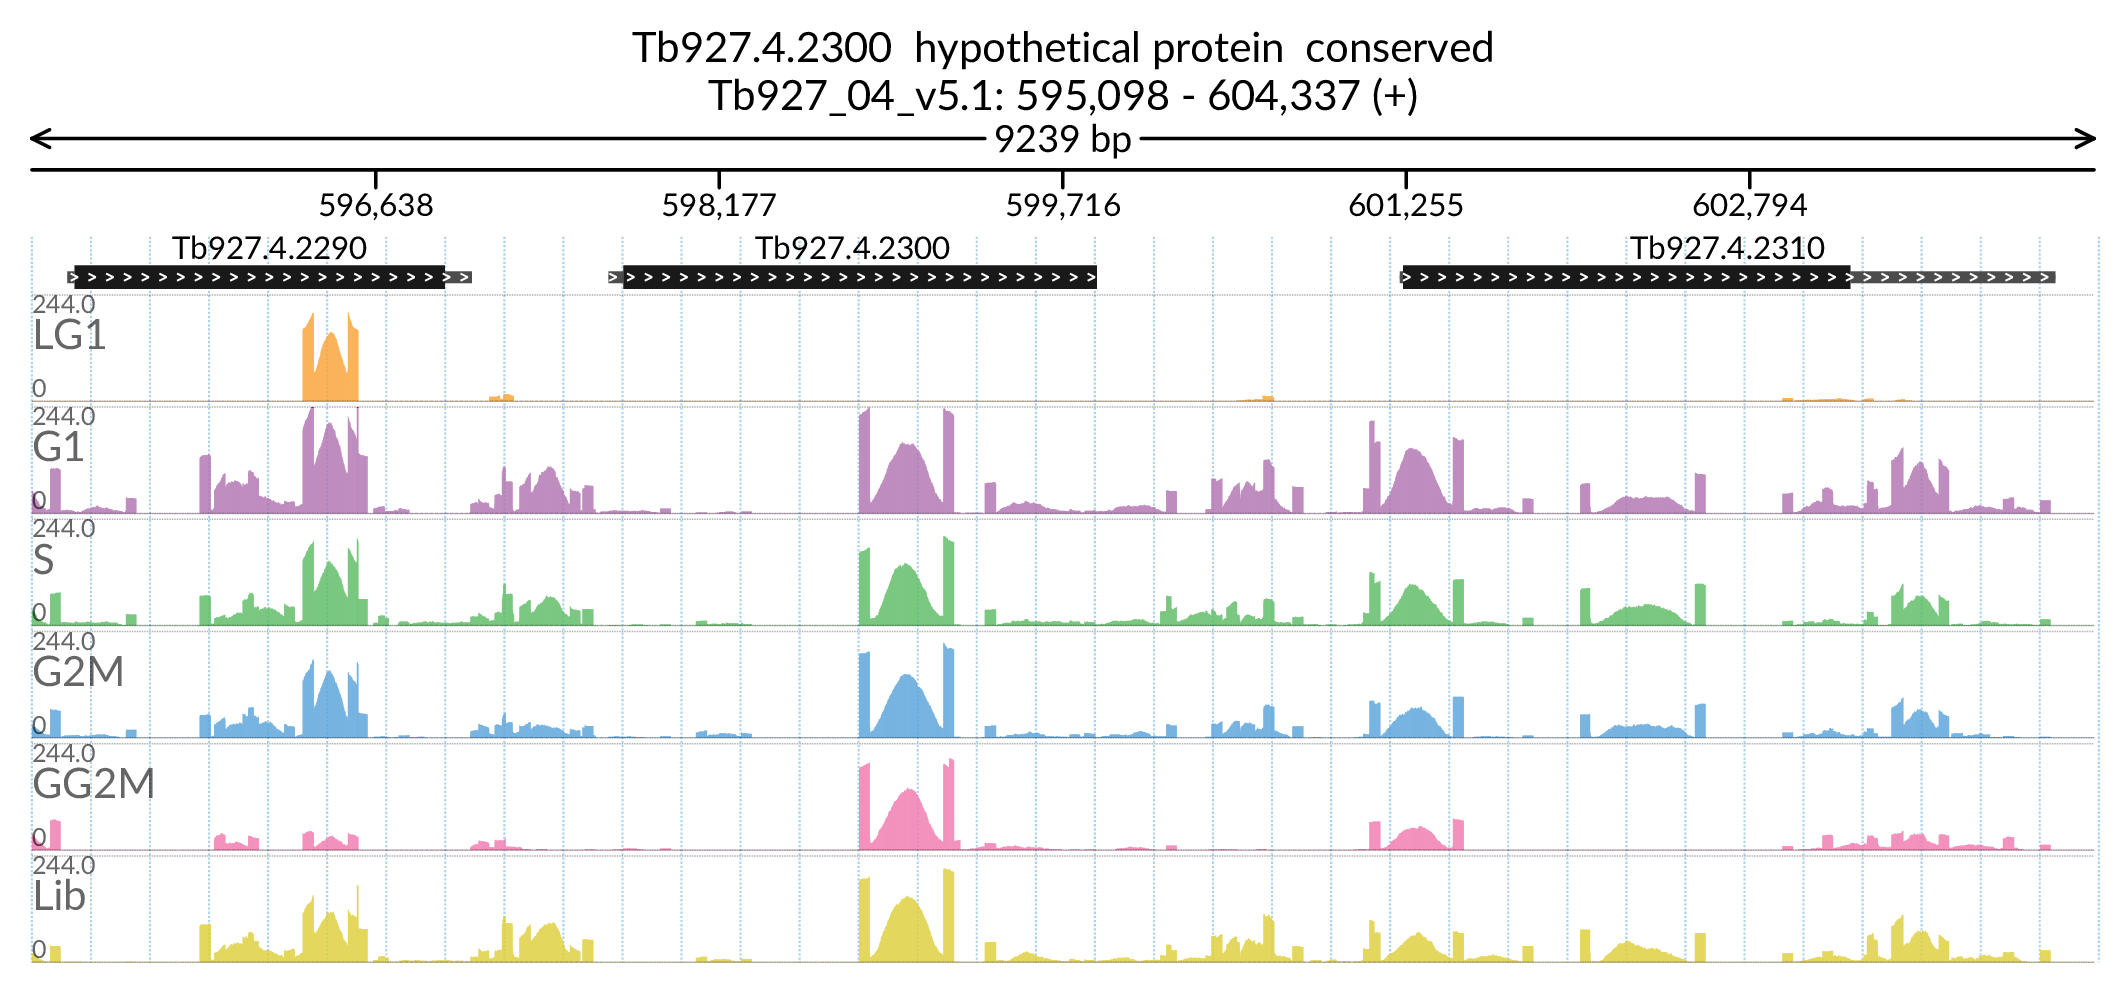 Tb927.4.2300  hypothetical protein  conserved
Tb927_04_v5.1: 595,098 - 604,337 (+)
9239 bp
596,638 598,177 599,716 601,255 602,794
Tb927.4.2290 Tb927.4.2300 Tb927.4.2310
244.0
LG1
0
244.0
G1
0
244.0
S
0
244.0
G2M
0
244.0
GG2M
0
244.0
Lib
0